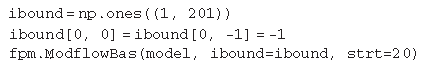 ibound=np.ones((1, 201))
ibound[0, 0]=ibound[0, -1]=-1
fpm.ModflowBas(model, ibound=ibound, strt=20)